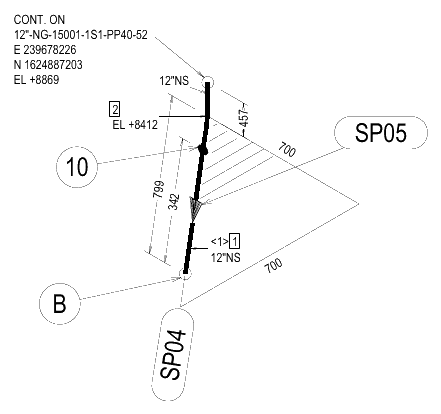 CONT. ON
12"-NG-15001-1S1-PP40-52
E 239678226
N 1624887203
EL +8869
12"NS
2
EL +8412
457
SP05
700
10
799
342
<1> 1
12"NS
700
B
SP04